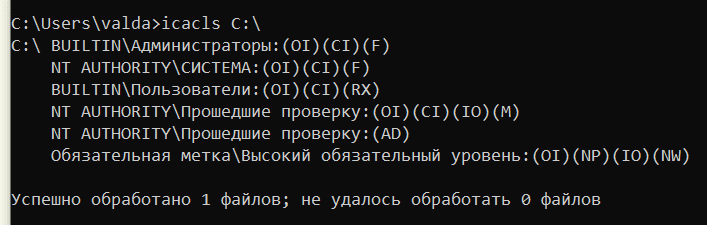 C:\Users\valda>icacls C:\
C:\ BUILTIN\Администраторы:(OI)(CI)(F)
NT AUTHORITY\СИСТЕМА:(OI)(CI)(F)
BUILTIN\Пользователи:(OI)(CI)(RX)
NT AUTHORITY\Прошедшие проверку:(OI)(CI)(IO)(M)
NT AUTHORITY\Прошедшие проверку:(AD)
Обязательная метка\Высокий обязательный уровень:(OI)(NP)(IO)(NW)
Успешно обработано 1 файлов; не удалось обработать 0 файлов